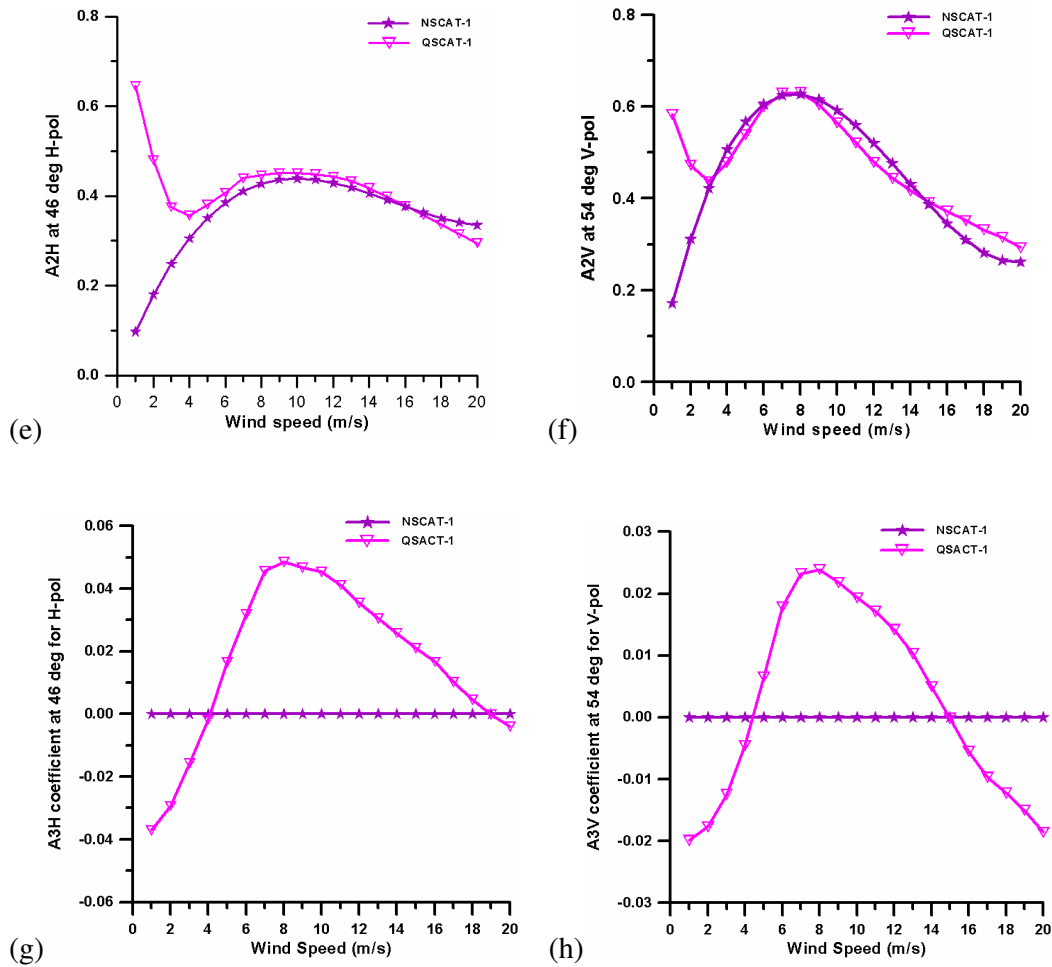 NSCAT-1
QSCAT-1
0.8
0.6
0.4
0.2
0.0
A2H at 46 deg H-pol
0 2 4 6 8 10 12 14 16 18 20
Wind speed (m/s)
(e)
NSCAT-1
QSCAT-1
0.8
0.6
0.4
0.2
0.0
A2V at 54 deg V-pol
0 2 4 6 8 10 12 14 16 18 20
Wind speed (m/s)
(f)
NSCAT-1
QSACT-1
0.06
0.04
0.02
0.00
-0.02
-0.04
-0.06
A3H coefficient at 46 deg for H-pol
0 2 4 6 8 10 12 14 16 18 20
Wind Speed (m/s)
(g)
NSCAT-1
QSACT-1
0.03
0.02
0.01
0.00
-0.01
-0.02
-0.03
A3V coefficient at 54 deg for V-pol
0 2 4 6 8 10 12 14 16 18 20
Wind Speed (m/s)
(h)